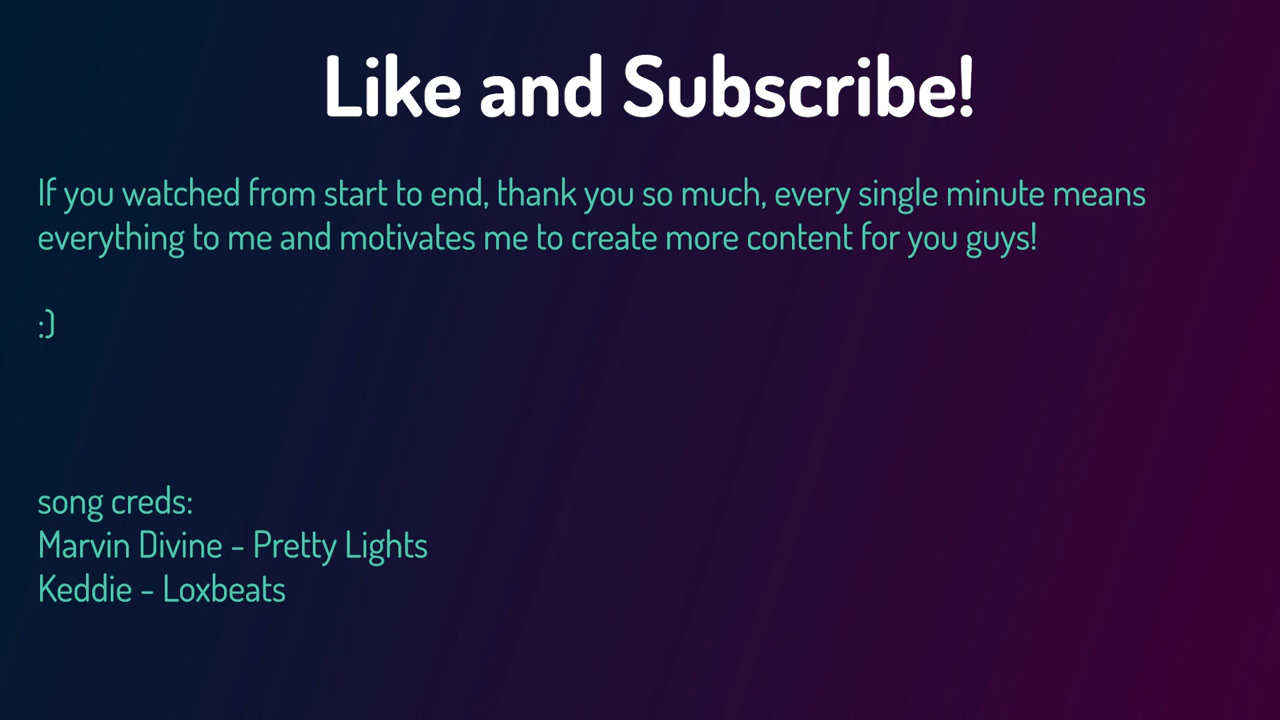 Like and Subscribe!
If you watched from start to end, thank you so much, every single minute means
everything to me and motivates me to create more content for you guys!
:)
song creds:
Marvin Divine - Pretty Lights
Keddie - Loxbeats